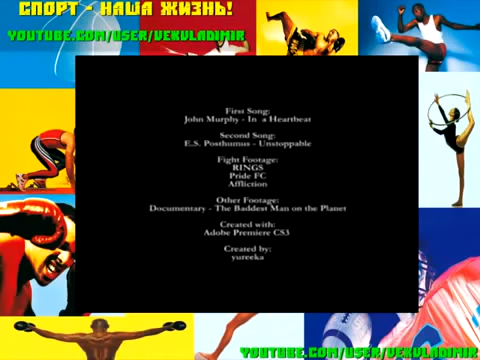 СПОРТ - НАША ЖИЗНЬ!
YOUTUBE.COM/USER/VEKVLADIMIR
First Song:
John Murphy - In a Heartbeat
Second Song:
E.S. Posthumus - Unstoppable
Fight Footage:
RINGS
Pride FC
Affliction
Other Footage:
Documentary - The Baddest Man on the Planet
Created with:
Adobe Premiere CS3
Created by:
yureeka
YOUTUBE.COM/USER/VEKVLADIMIR